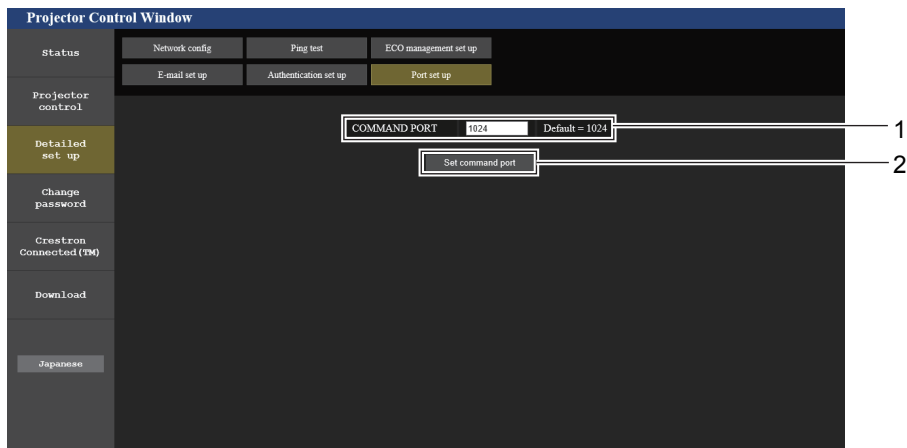 Projector Control Window
Status
Projector
control
Detailed
set up
Change
password
Crestron
Connected(TM)
Download
Japanese
Network config
Ping test
ECO management set up
E-mail set up
Authentication set up
Port set up
COMMAND PORT 1024 Default = 1024
1
Set command port
2